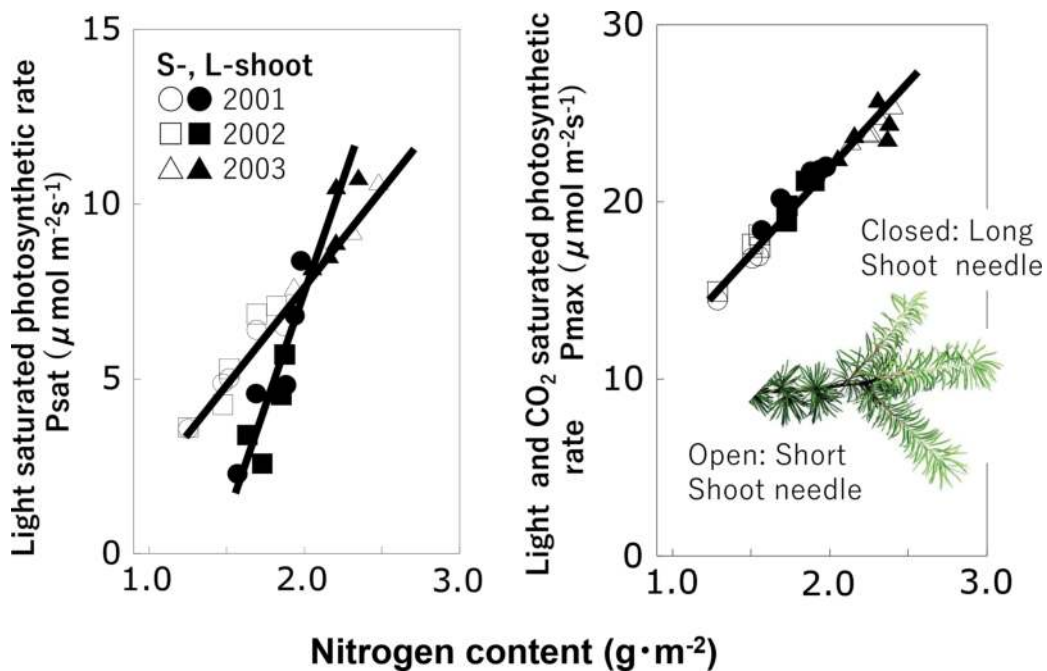 Light saturated photosynthetic rate
Psat (μ mol m-2s-1)
15
10
5
0
S-, L-shoot
2001
2002
2003
1.0 2.0 3.0
Light and CO2 saturated photosynthetic
rate Pmax (μ mol m-2s-1)
30
20
10
0
Closed: Long
Shoot needle
Open: Short
Shoot needle
1.0 2.0 3.0
Nitrogen content (g·m-2)